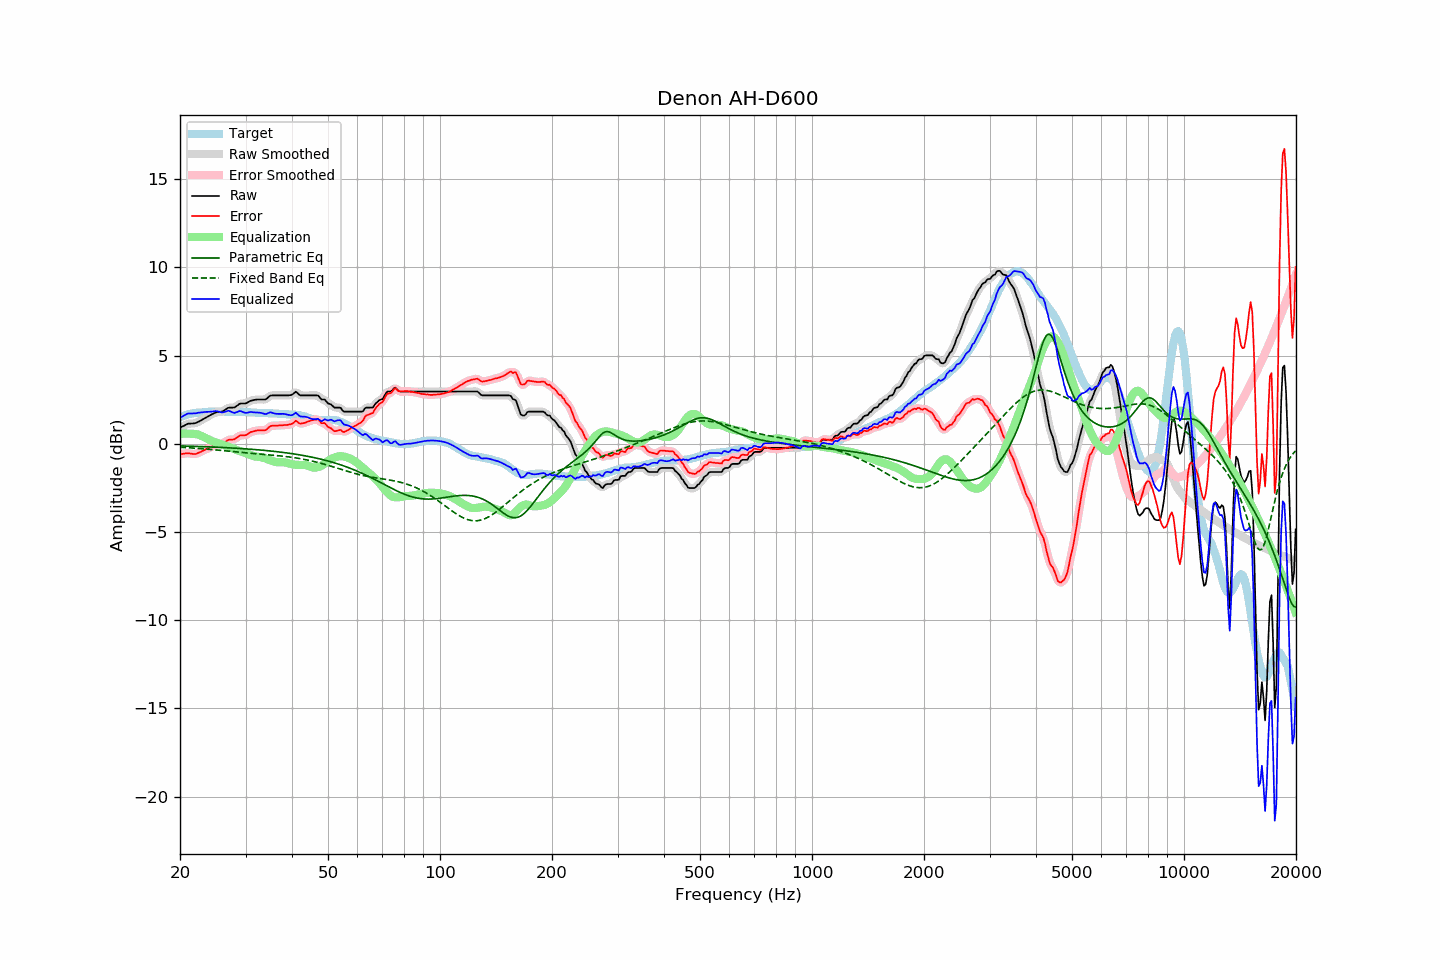 Denon AH-D600
Target
Raw Smoothed
Error Smoothed
Raw
Error
Equalization
Parametric Eq
Fixed Band Eq
Equalized
15
10
5
0
−5
−10
−15
−20
Amplitude (dBr)
20 50 100 200 500 1000 2000 5000 10000 20000
Frequency (Hz)